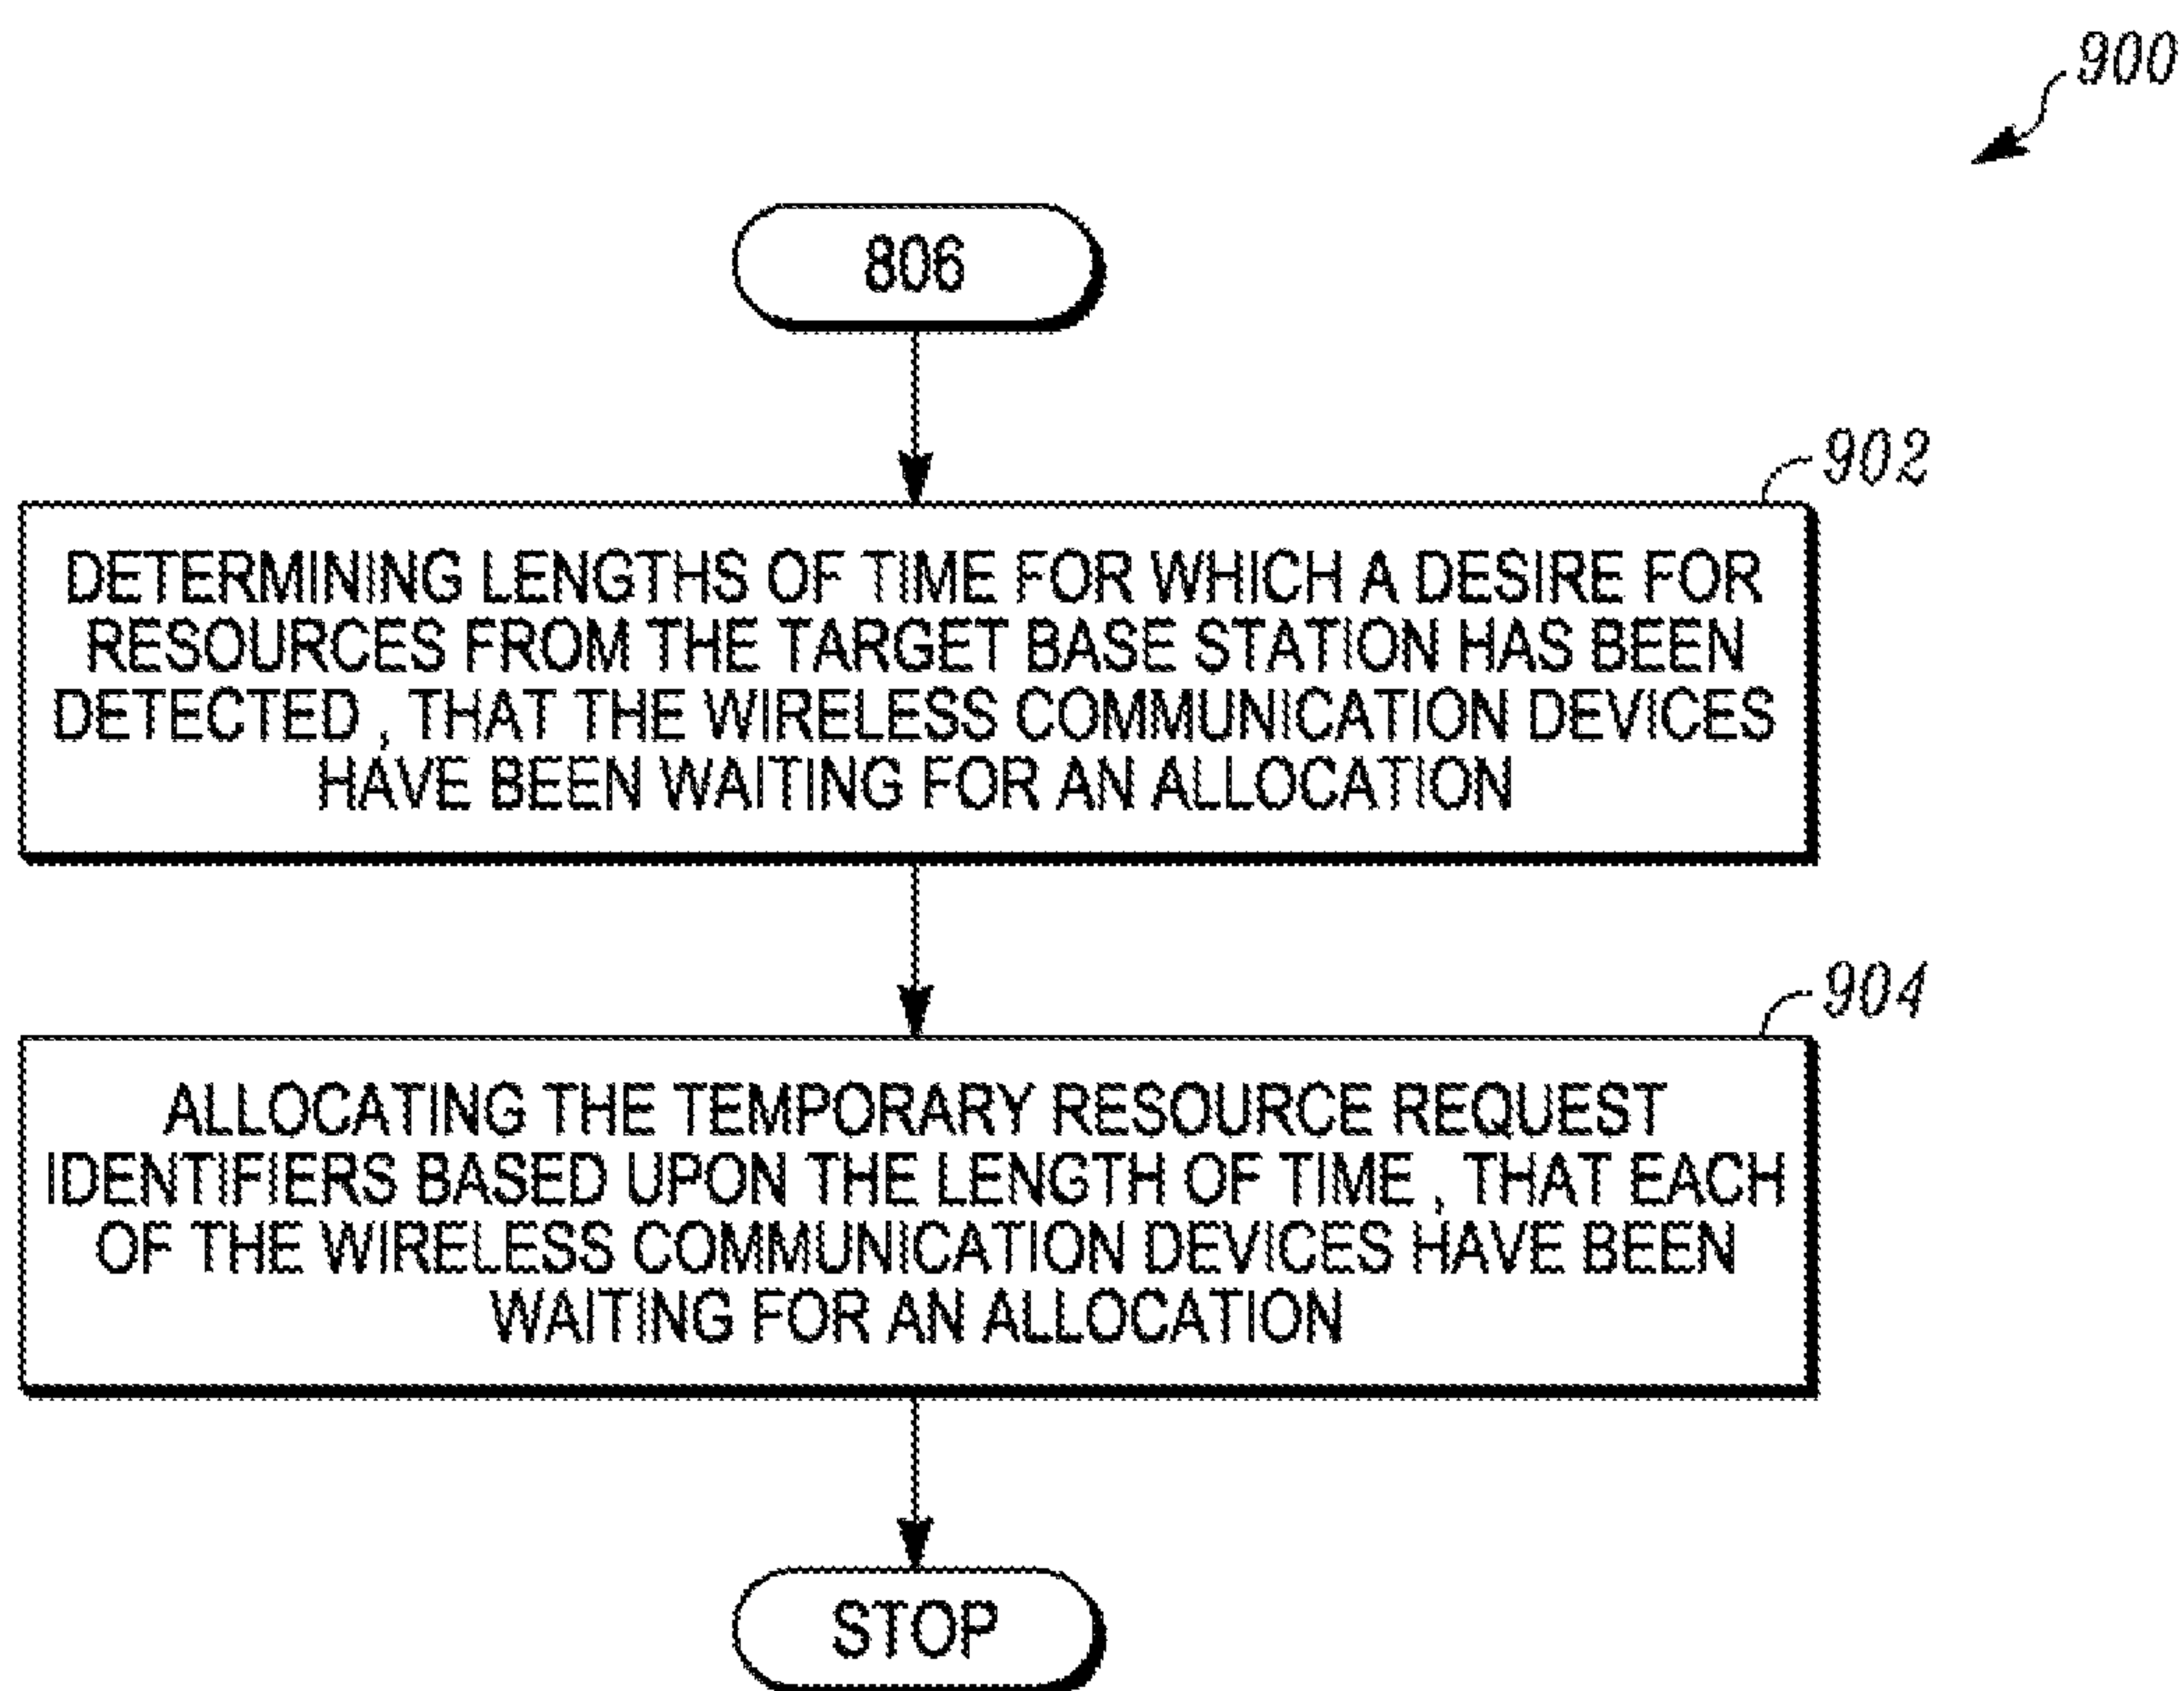 900
806
902
DETERMINING LENGTHS OF TIME FOR WHICH A DESIRE FOR
RESOURCES FROM THE TARGET BASE STATION HAS BEEN
DETECTED , THAT THE WIRELESS COMMUNICATION DEVICES
HAVE BEEN WAITING FOR AN ALLOCATION
904
ALLOCATING THE TEMPORARY RESOURCE REQUEST
IDENTIFIERS BASED UPON THE LENGTH OF TIME , THAT EACH
OF THE WIRELESS COMMUNICATION DEVICES HAVE BEEN
WAITING FOR AN ALLOCATION
STOP